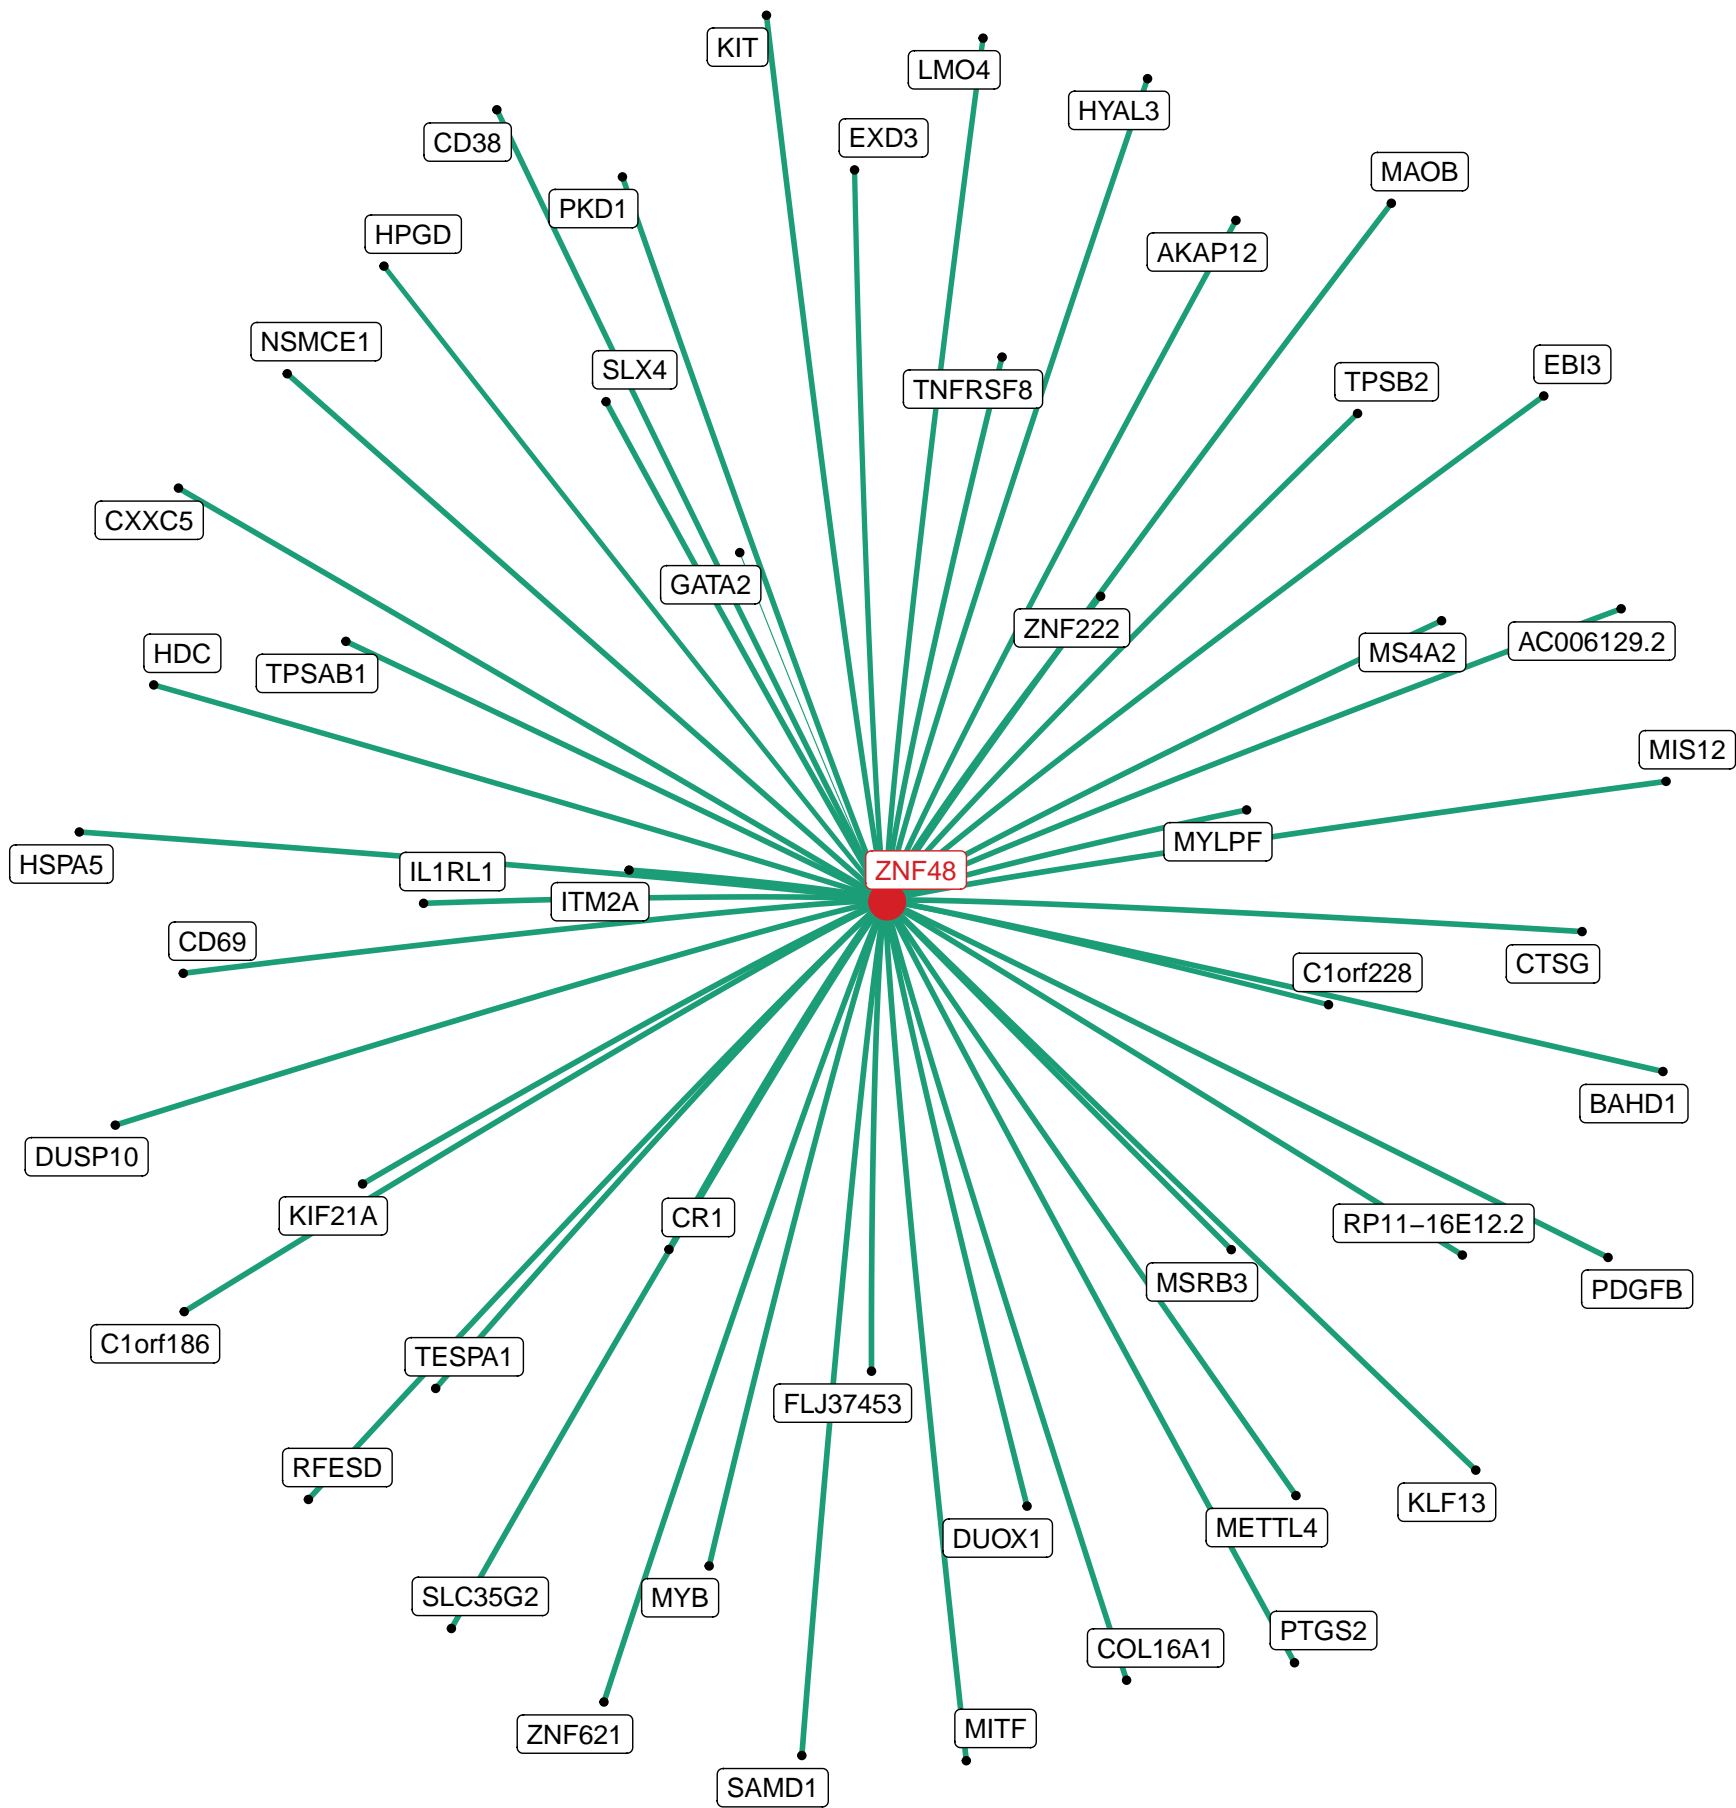 KIT
LMO4
HYAL3
EXD3
CD38
MAOB
PKD1
HPGD
AKAP12
NSMCE1
SLX4
EBI3
TPSB2
TNFRSF8
CXXC5
GATA2
ZNF222
AC006129.2
HDC
MS4A2
TPSAB1
MIS12
MYLPF
HSPA5
IL1RL1
ZNF48
ITM2A
CD69
CTSG
C1orf228
BAHD1
DUSP10
KIF21A
CR1
RP11−16E12.2
MSRB3
PDGFB
C1orf186
TESPA1
FLJ37453
RFESD
KLF13
METTL4
DUOX1
SLC35G2
MYB
PTGS2
COL16A1
MITF
ZNF621
SAMD1